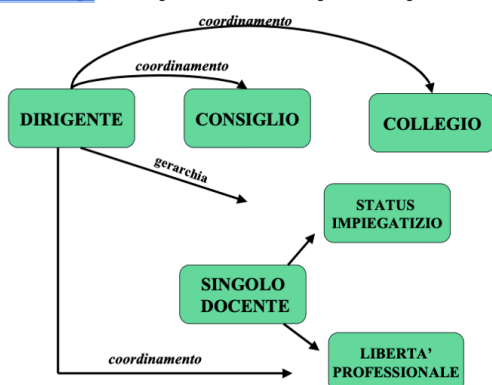 coordinamento
coordinamento
DIRIGENTE
CONSIGLIO
COLLEGIO
gerarchia
STATUS
IMPIEGATIZIO
SINGOLO
DOCENTE
LIBERTA’
PROFESSIONALE
coordinamento